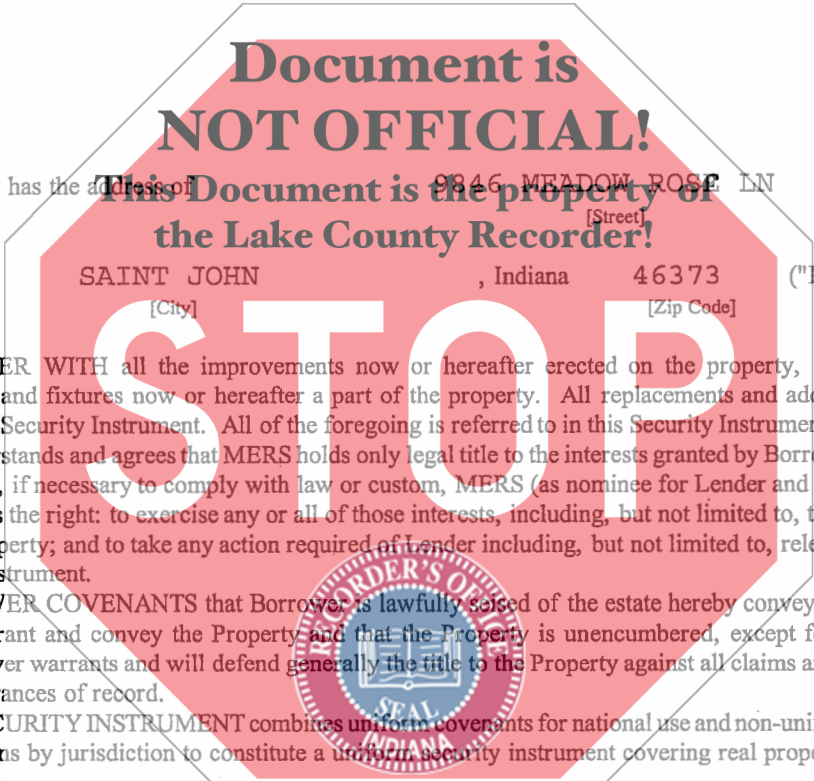 Document is
NOT OFFICIAL!
has the address of 9846 MEADOW ROSE LN
This Document is the property of
[Street]
the Lake County Recorder!
SAINT JOHN , Indiana 46373 ("
[City] [Zip Code]
STOP
ER WITH all the improvements now or hereafter erected on the property,
and fixtures now or hereafter a part of the property. All replacements and add
Security Instrument. All of the foregoing is referred to in this Security Instrumen
stands and agrees that MERS holds only legal title to the interests granted by Borro
, if necessary to comply with law or custom, MERS (as nominee for Lender and
s the right: to exercise any or all of those interests, including, but not limited to, t
perty; and to take any action required of Lender including, but not limited to, rele
strument.
VER COVENANTS that Borrower is lawfully seised of the estate hereby convey
rant and convey the Property and that the Property is unencumbered, except f
er warrants and will defend generally the title to the Property against all claims a
ances of record.
CURITY INSTRUMENT combines uniform covenants for national use and non-uni
ns by jurisdiction to constitute a uniform security instrument covering real prope
RECORDER'S OFFICE
SEAL
INDIANA